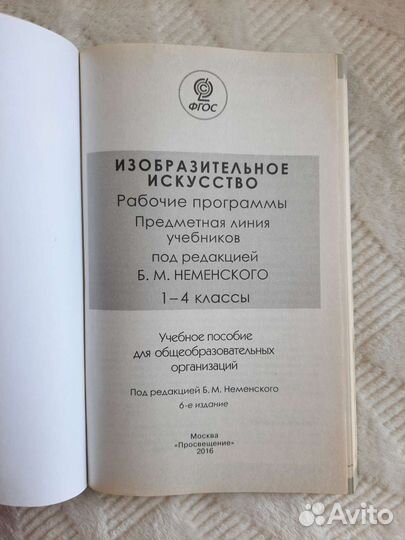 ФГОС
ИЗОБРАЗИТЕЛЬНОЕ
ИСКУССТВО
Рабочие программы
Предметная линия
учебников
под редакцией
Б. М. НЕМЕНСКОГО
1–4 классы
Учебное пособие
для общеобразовательных
организаций
Под редакцией Б. М. Неменского
6-е издание
Москва
«Просвещение»
2016
Avito